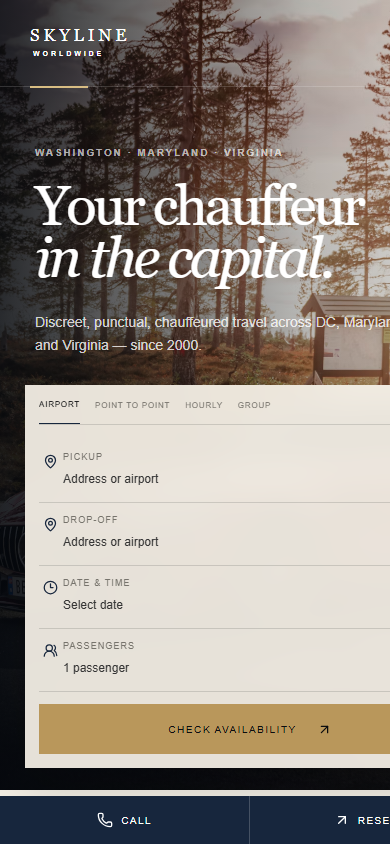 SKYLINE
WORLDWIDE
WASHINGTON · MARYLAND · VIRGINIA
Your chauffeur
in the capital.
Discreet, punctual, chauffeured travel across DC, Marylan
and Virginia — since 2000.
AIRPORT POINT TO POINT HOURLY GROUP
PICKUP
Address or airport
DROP-OFF
Address or airport
DATE & TIME
Select date
PASSENGERS
1 passenger
CHECK AVAILABILITY
CALL RESE